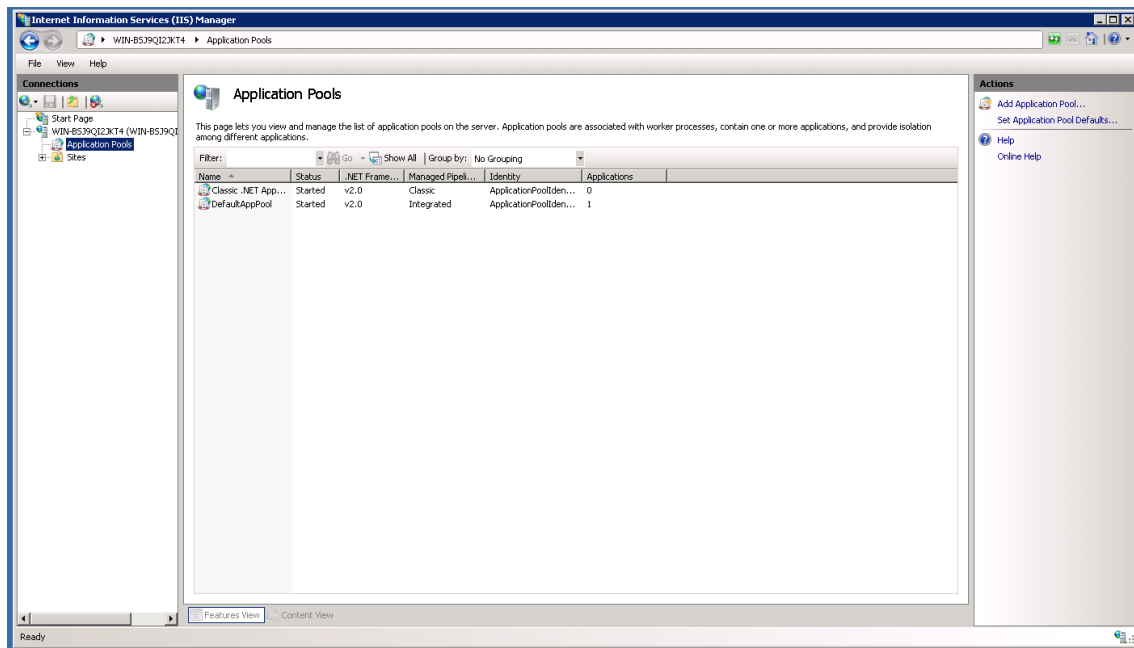 Internet Information Services (IIS) Manager
WIN-BSJ9QI2JKT4 Application Pools
File View Help
Connections
Start Page
WIN-BSJ9QI2JKT4 (WIN-BSJ9QI
Application Pools
Sites
Application Pools
This page lets you view and manage the list of application pools on the server. Application pools are associated with worker processes, contain one or more applications, and provide isolation
among different applications.
Filter: Go Show All Group by: No Grouping
Name Status .NET Frame... Managed Pipeli... Identity Applications
Classic .NET App... Started v2.0 Classic ApplicationPoolIden... 0
DefaultAppPool Started v2.0 Integrated ApplicationPoolIden... 1
Features View Content View
Actions
Add Application Pool...
Set Application Pool Defaults...
Help
Online Help
Ready